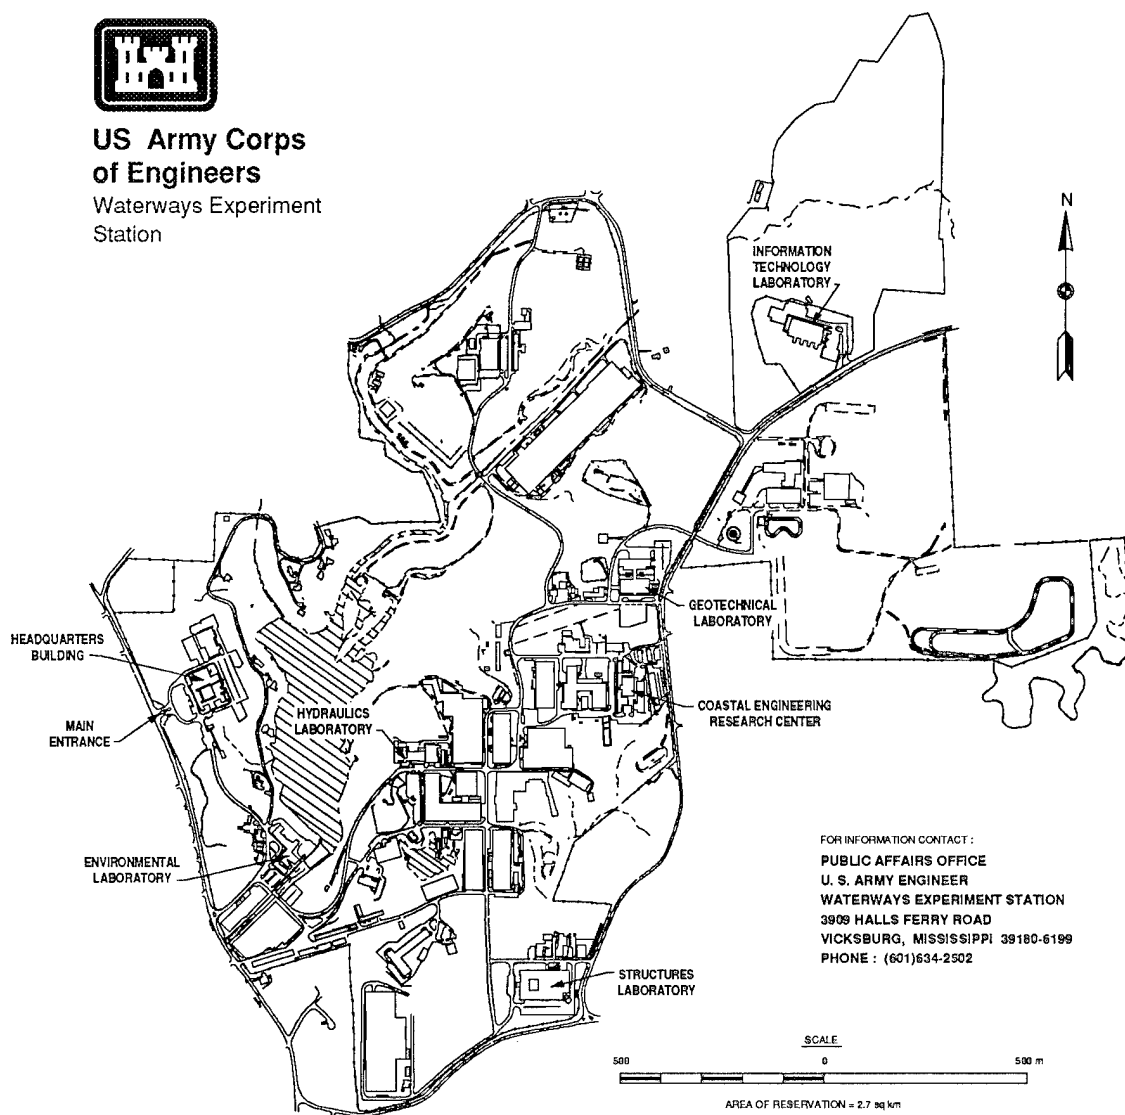 US Army Corps
of Engineers
Waterways Experiment
Station
N
INFORMATION
TECHNOLOGY
LABORATORY
GEOTECHNICAL
LABORATORY
HEADQUARTERS
BUILDING
MAIN
ENTRANCE
HYDRAULICS
LABORATORY
COASTAL ENGINEERING
RESEARCH CENTER
ENVIRONMENTAL
LABORATORY
STRUCTURES
LABORATORY
FOR INFORMATION CONTACT :
PUBLIC AFFAIRS OFFICE
U. S. ARMY ENGINEER
WATERWAYS EXPERIMENT STATION
3909 HALLS FERRY ROAD
VICKSBURG, MISSISSIPPI 39180-6199
PHONE : (601)634-2502
SCALE
500 0 500 m
AREA OF RESERVATION = 2.7 sq km